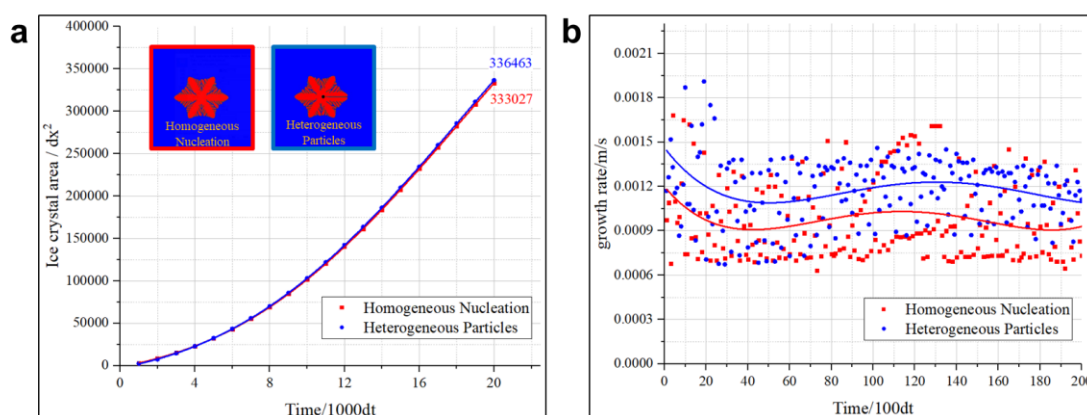 a
400000
350000
300000
250000
200000
150000
100000
50000
0
Ice crystal area / dx²
Homogeneous
Nucleation
Heterogeneous
Particles
336463
333027
Homogeneous Nucleation
Heterogeneous Particles
0 4 8 12 16 20
Time/1000dt
b
0.0021
0.0018
0.0015
0.0012
0.0009
0.0006
0.0003
0.0000
growth rate/m/s
Homogeneous Nucleation
Heterogeneous Particles
0 20 40 60 80 100 120 140 160 180 200
Time/100dt